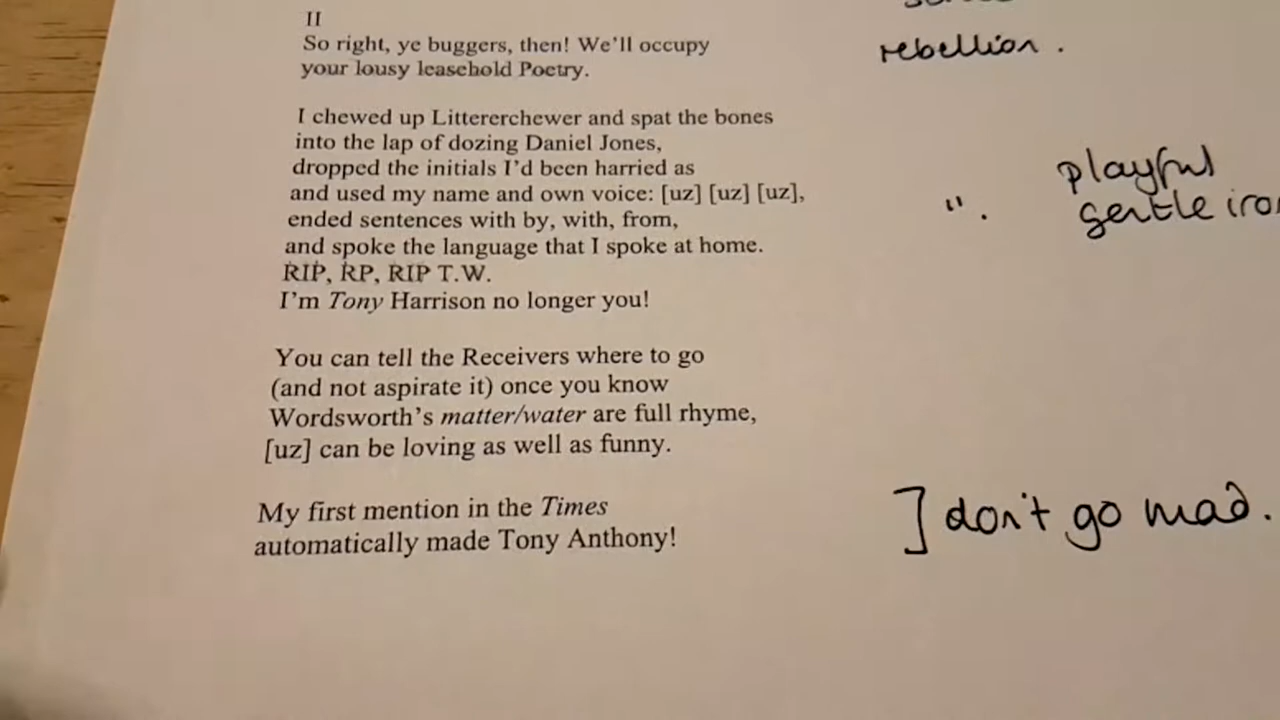 II
So right, ye buggers, then! We'll occupy
your lousy leasehold Poetry.
rebellion.
I chewed up Littererchewer and spat the bones
into the lap of dozing Daniel Jones,
dropped the initials I'd been harried as
and used my name and own voice: [uz] [uz] [uz],
ended sentences with by, with, from,
and spoke the language that I spoke at home.
RIP, RP, RIP T.W.
I'm Tony Harrison no longer you!
playful
". gentle
You can tell the Receivers where to go
(and not aspirate it) once you know
Wordsworth's matter/water are full rhyme,
[uz] can be loving as well as funny.
My first mention in the Times
automatically made Tony Anthony!
] don't go mad.